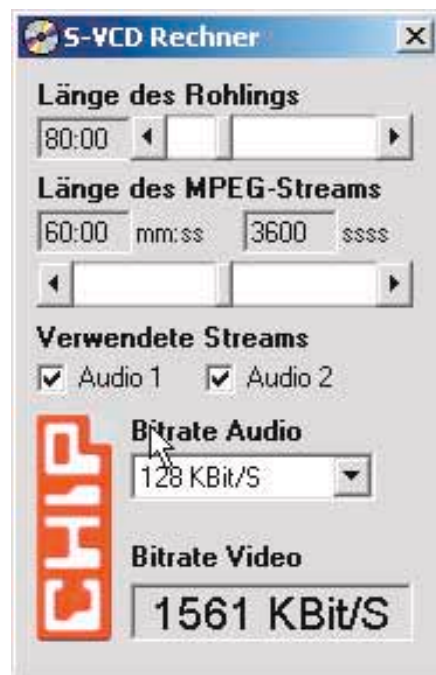 S-VCD Rechner
Länge des Rohlings
80:00
Länge des MPEG-Streams
60:00 mm:ss 3600 ssss
Verwendete Streams
Audio 1 Audio 2
CHIP
Bitrate Audio
128 KBit/S
Bitrate Video
1561 KBit/S